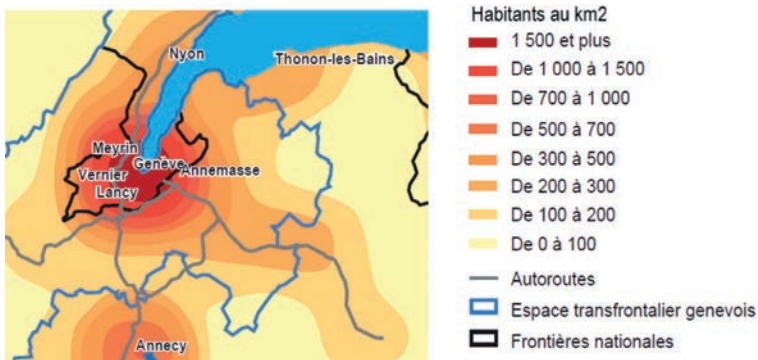 Nyon
Thonon-les-Bains
Meyrin
Genève
Annemasse
Vernier
Lancy
Annecy
Habitants au km2
1 500 et plus
De 1 000 à 1 500
De 700 à 1 000
De 500 à 700
De 300 à 500
De 200 à 300
De 100 à 200
De 0 à 100
Autoroutes
Espace transfrontalier genevois
Frontières nationales